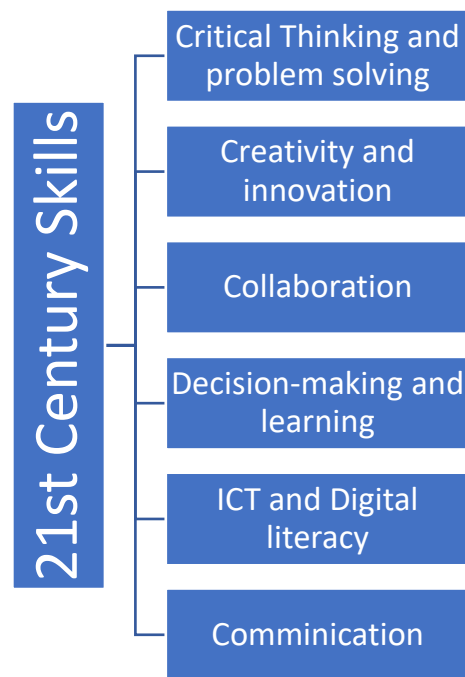 21st Century Skills
Critical Thinking and
problem solving
Creativity and
innovation
Collaboration
Decision-making and
learning
ICT and Digital
literacy
Comminication